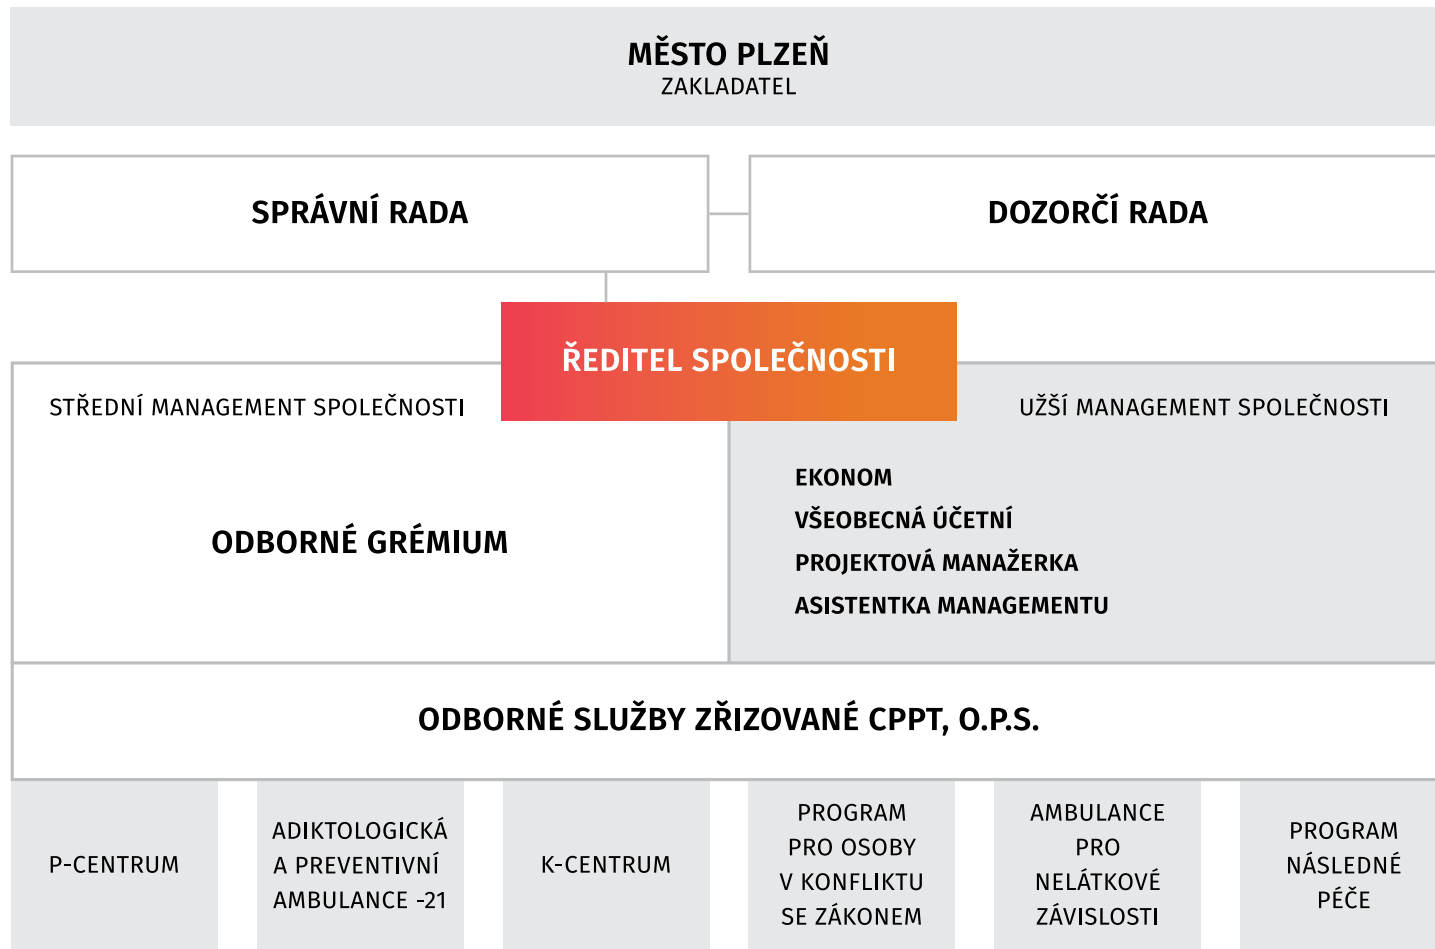 MĚSTO PLZEŇ
ZAKLADATEL
SPRÁVNÍ RADA
DOZORČÍ RADA
ŘEDITEL SPOLEČNOSTI
STŘEDNÍ MANAGEMENT SPOLEČNOSTI
ODBORNÉ GRÉMIUM
UŽŠÍ MANAGEMENT SPOLEČNOSTI
EKONOM
VŠEOBECNÁ ÚČETNÍ
PROJEKTOVÁ MANAŽERKA
ASISTENTKA MANAGEMENTU
ODBORNÉ SLUŽBY ZŘIZOVANÉ CPPT, O.P.S.
P-CENTRUM
ADIKTOLOGICKÁ
A PREVENTIVNÍ
AMBULANCE -21
K-CENTRUM
PROGRAM
PRO OSOBY
V KONFLIKTU
SE ZÁKONEM
AMBULANCE
PRO
NELÁTKOVÉ
ZÁVISLOSTI
PROGRAM
NÁSLEDNÉ
PÉČE